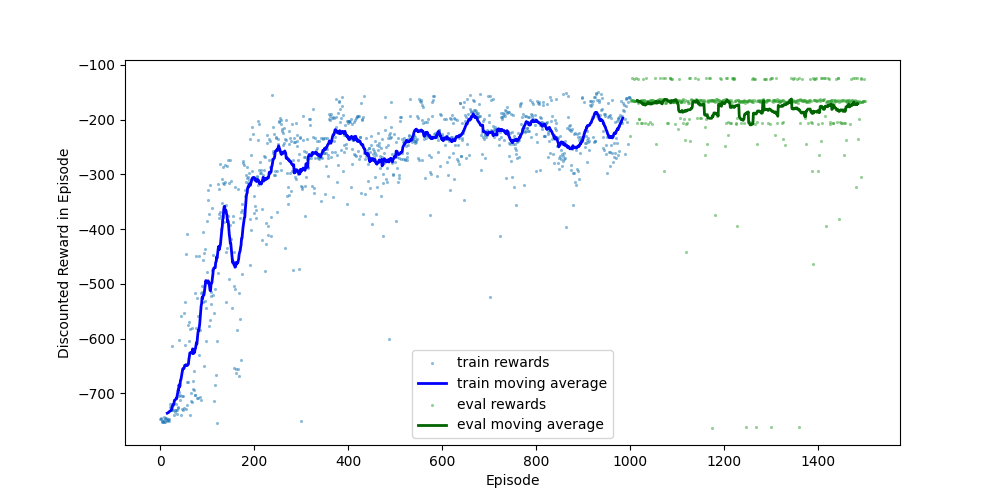 −100
−200
−300
−400
−500
−600
−700
Discounted Reward in Episode
train rewards
train moving average
eval rewards
eval moving average
0 200 400 600 800 1000 1200 1400
Episode